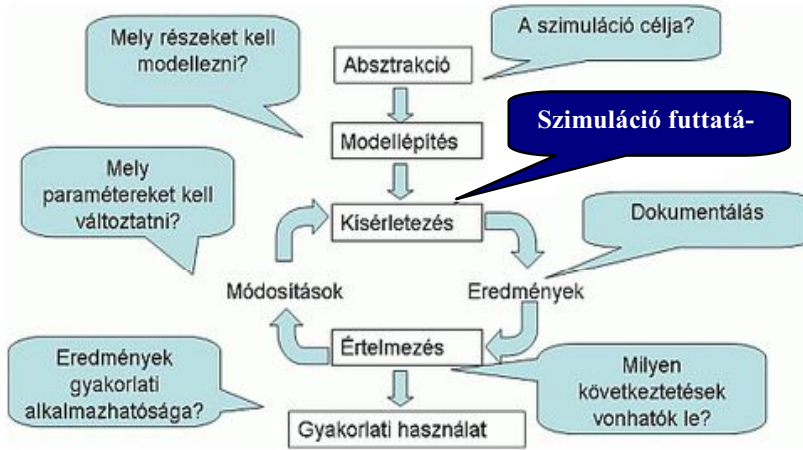 Mely részeket kell
modellezni?
A szimuláció célja?
Absztrakció
Szimuláció futtatá-
Modellépítés
Mely
paramétereket kell
változtatni?
Kísérletezés
Dokumentálás
Módosítások
Eredmények
Értelmezés
Eredmények
gyakorlati
alkalmazhatósága?
Milyen
következtetések
vonhatók le?
Gyakorlati használat